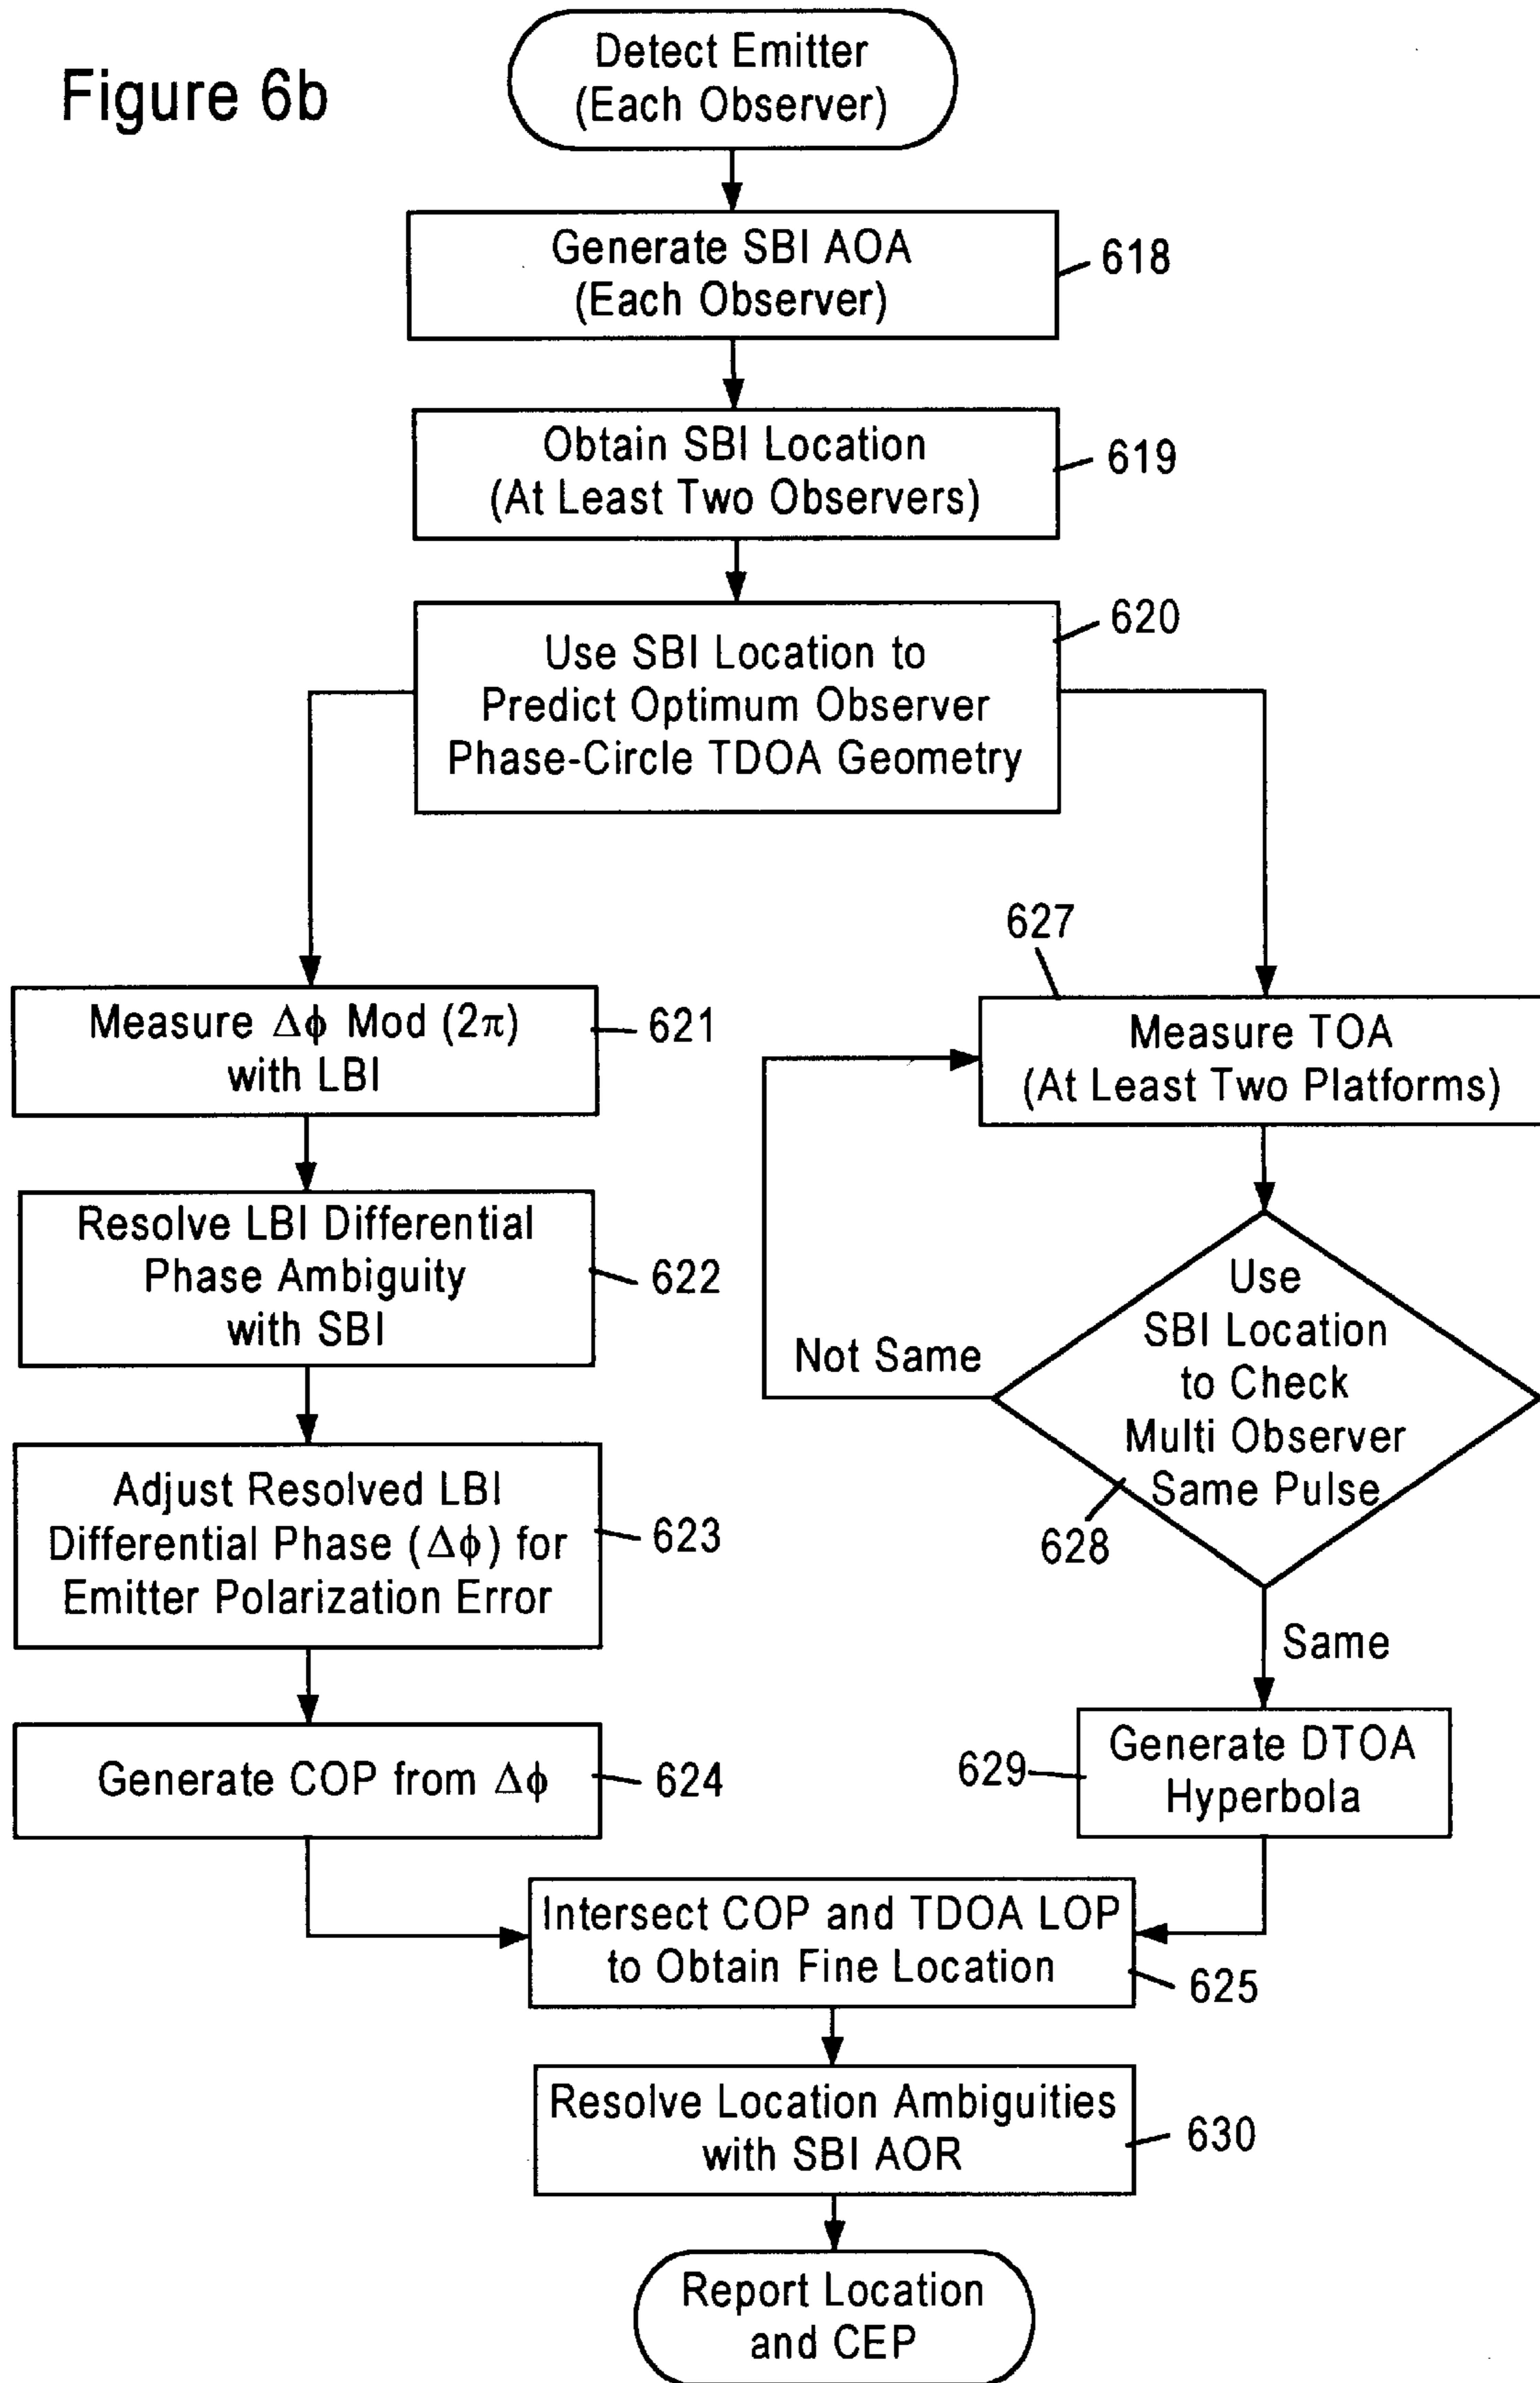 Figure 6b
Detect Emitter
(Each Observer)
Generate SBI AOA
(Each Observer)
618
Obtain SBI Location
(At Least Two Observers)
619
Use SBI Location to
Predict Optimum Observer
Phase-Circle TDOA Geometry
620
Measure Δϕ Mod (2π)
with LBI
621
Resolve LBI Differential
Phase Ambiguity
with SBI
622
Adjust Resolved LBI
Differential Phase (Δϕ) for
Emitter Polarization Error
623
Generate COP from Δϕ
624
627
Measure TOA
(At Least Two Platforms)
Use
SBI Location
to Check
Multi Observer
Same Pulse
628
Not Same
Same
Generate DTOA
Hyperbola
629
Intersect COP and TDOA LOP
to Obtain Fine Location
625
Resolve Location Ambiguities
with SBI AOR
630
Report Location
and CEP